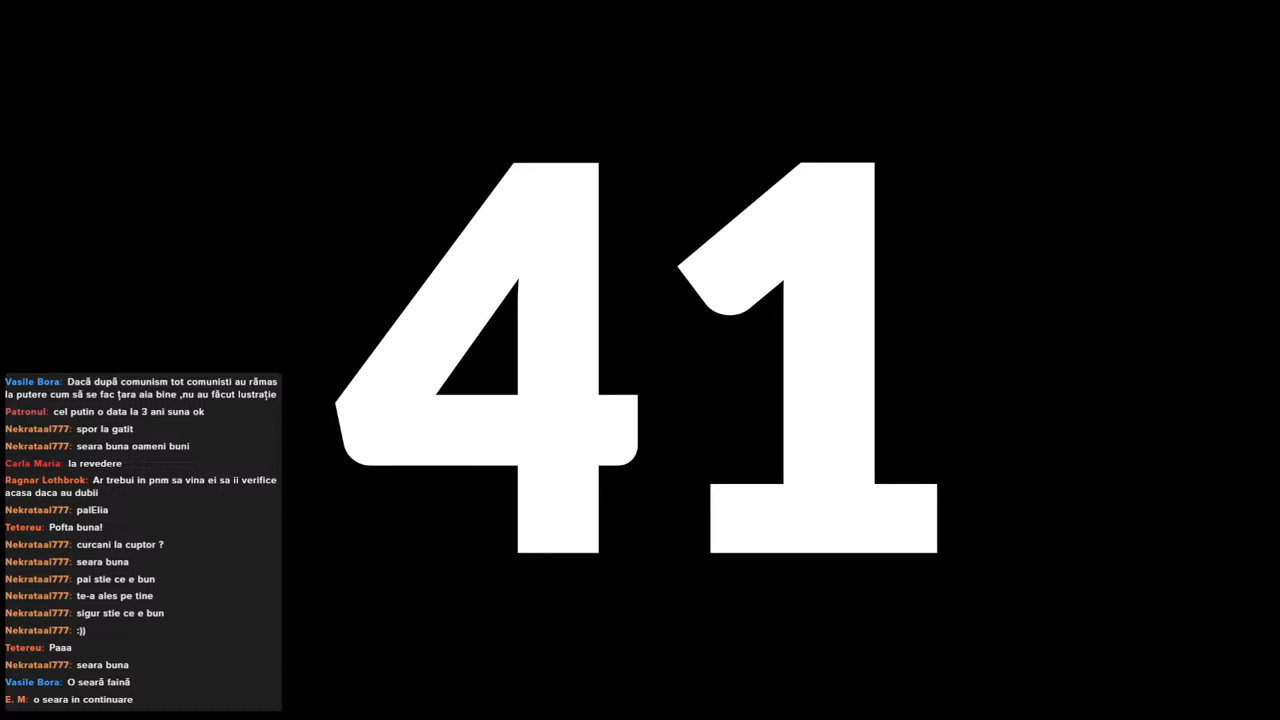 41
Vasile Bora: Dacă după comunism tot comunisti au rămas
la putere cum să se fac țara aia bine ,nu au făcut lustrație
Patronul: cel putin o data la 3 ani suna ok
Nekrataal777: spor la gatit
Nekrataal777: seara buna oameni buni
Carla Maria: la revedere
Ragnar Lothbrok: Ar trebui in pnm sa vina ei sa ii verifice
acasa daca au dubii
Nekrataal777: palElia
Tetereu: Pofta buna!
Nekrataal777: curcani la cuptor ?
Nekrataal777: seara buna
Nekrataal777: pai stie ce e bun
Nekrataal777: te-a ales pe tine
Nekrataal777: sigur stie ce e bun
Nekrataal777: :))
Tetereu: Paaa
Nekrataal777: seara buna
Vasile Bora: O seară faină
E. M: o seara in continuare